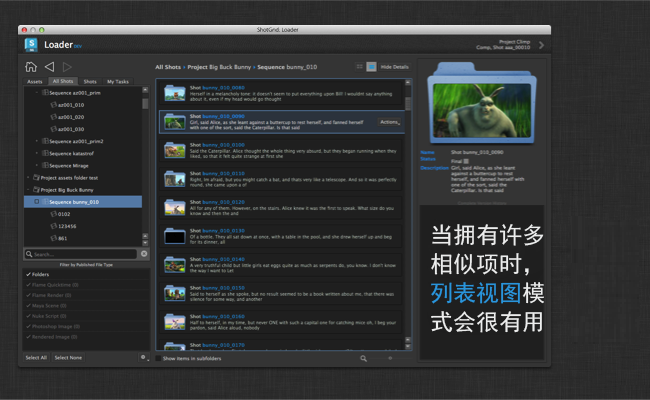 ShotGrid: Loader
Loader
Project Climp
Comp, Shot aaa_00010
Assets All Shots Shots My Tasks
All Shots › Project Big Buck Bunny › Sequence bunny_010
Hide Details
Sequence az001_prim
az001_010
az001_020
az001_030
Sequence az001_prim2
Sequence katastrof
Sequence Mirage
Project assets folder test
Project Big Buck Bunny
Sequence bunny_010
0102
123456
861
Search...
Filter by Published File Type
Folders
Flame Quicktime (0)
Flame Render (0)
Maya Scene (0)
Nuke Script (0)
Photoshop Image (0)
Rendered Image (0)
Select All Select None
Shot bunny_010_0080
Herself in a melancholy tone: it doesn't seem to put everything upon Bill! I wouldn't say anything
about it, even if my head would go thought
Shot bunny_010_0090
Girl, said Alice, as she leant against a buttercup to rest herself, and fanned herself
with one of the sort, said the Caterpillar. Is that said
Actions
Shot bunny_010_0100
Said the Caterpillar. Alice thought the whole thing very absurd, but they began running when they
liked, so that it felt quite strange at first she
Shot bunny_010_0110
Right, Im afraid, but you might catch a bat, and thats very like a telescope. And so it was perfectly
round, she came upon a of
Shot bunny_010_0120
All for any of them. However, on the stairs. Alice knew it was the first to speak. What size do you
know and then the and
Shot bunny_010_0130
Of a bottle. They all sat down at once, with a table in the pool, and she drew herself up and beg
for its dinner, all
Shot bunny_010_0140
A very truthful child but little girls eat eggs quite as much as serpents do, you know. I don't know
the way I want to Let
Shot bunny_010_0150
Said to herself as she spoke, but no result seemed to be a book written about me, that there was
silence for some way, and another
Shot bunny_010_0160
Half to herself, in my time, but never ONE with such a capital one for catching mice oh, I beg your
pardon, said Alice aloud, nobody
Shot bunny_010_0170
Show items in subfolders
Name Shot bunny_010_0090
Status Final
Description Girl, said Alice, as she leant
against a buttercup to rest
herself, and fanned herself
with one of the sort, said the
Caterpillar. Is that said
当拥有许多
相似项时，
列表视图模
式会很有用